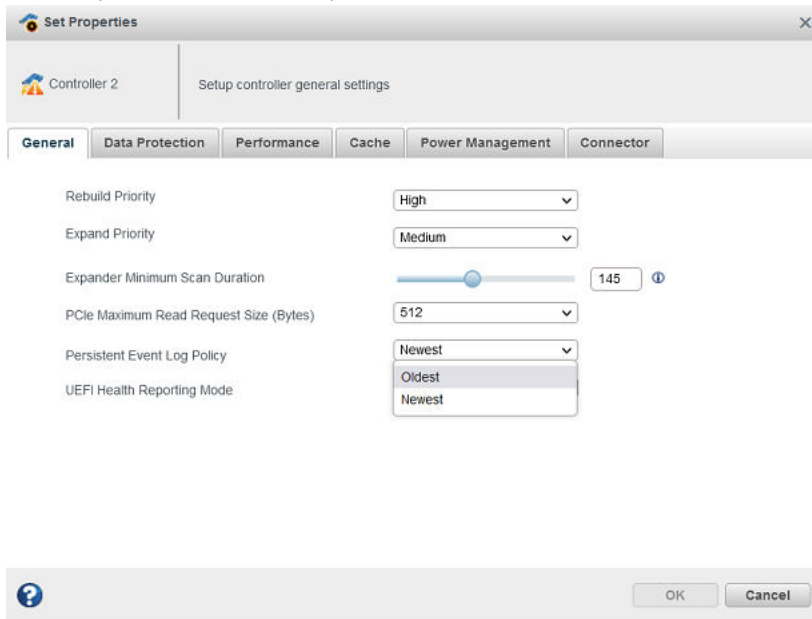 Set Properties
Controller 2
Setup controller general settings
General Data Protection Performance Cache Power Management Connector
Rebuild Priority High
Expand Priority Medium
Expander Minimum Scan Duration 145
PCIe Maximum Read Request Size (Bytes) 512
Persistent Event Log Policy Newest
Oldest
UEFI Health Reporting Mode
Newest
OK Cancel